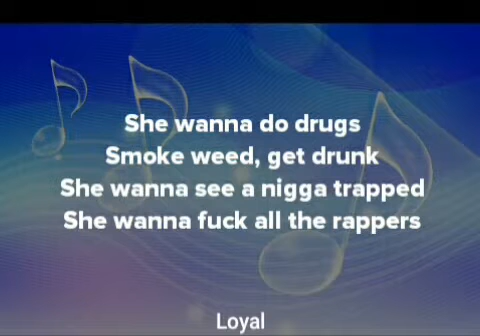 She wanna do drugs
Smoke weed, get drunk
She wanna see a nigga trapped
She wanna fuck all the rappers
Loyal